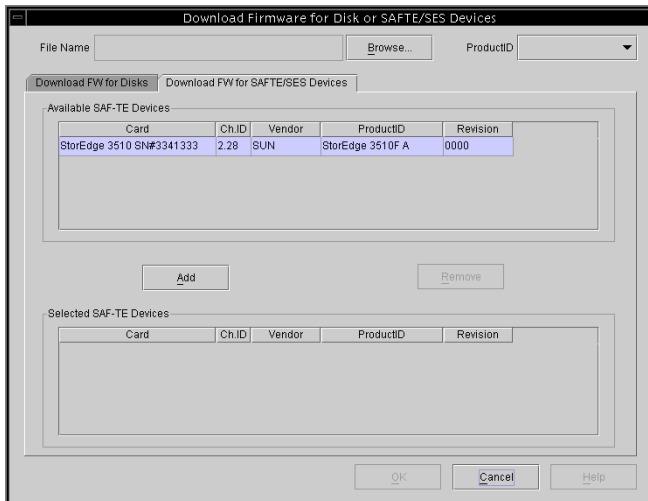 Download Firmware for Disk or SAFTE/SES Devices
File Name Browse... ProductID
Download FW for Disks Download FW for SAFTE/SES Devices
Available SAF-TE Devices
Card Ch.ID Vendor ProductID Revision
StorEdge 3510 SN#3341333 2.28 SUN StorEdge 3510F A 0000
Add Remove
Selected SAF-TE Devices
Card Ch.ID Vendor ProductID Revision
OK Cancel Help